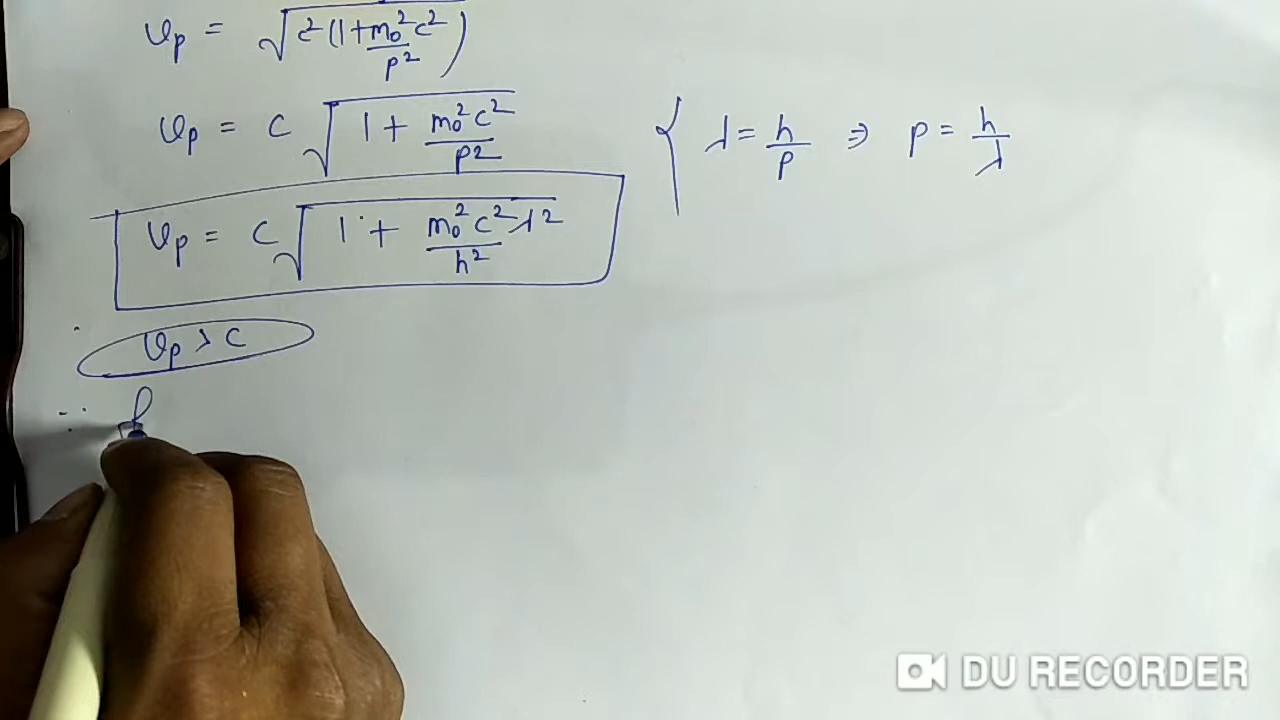 υp = √c²(1+m₀²c²/p²)
υp = c √1 + m₀²c²/p²
{ λ = h/p ⇒ p = h/λ
υp = c √1 + m₀²c²λ²/h²
υp > c
∵
DU RECORDER